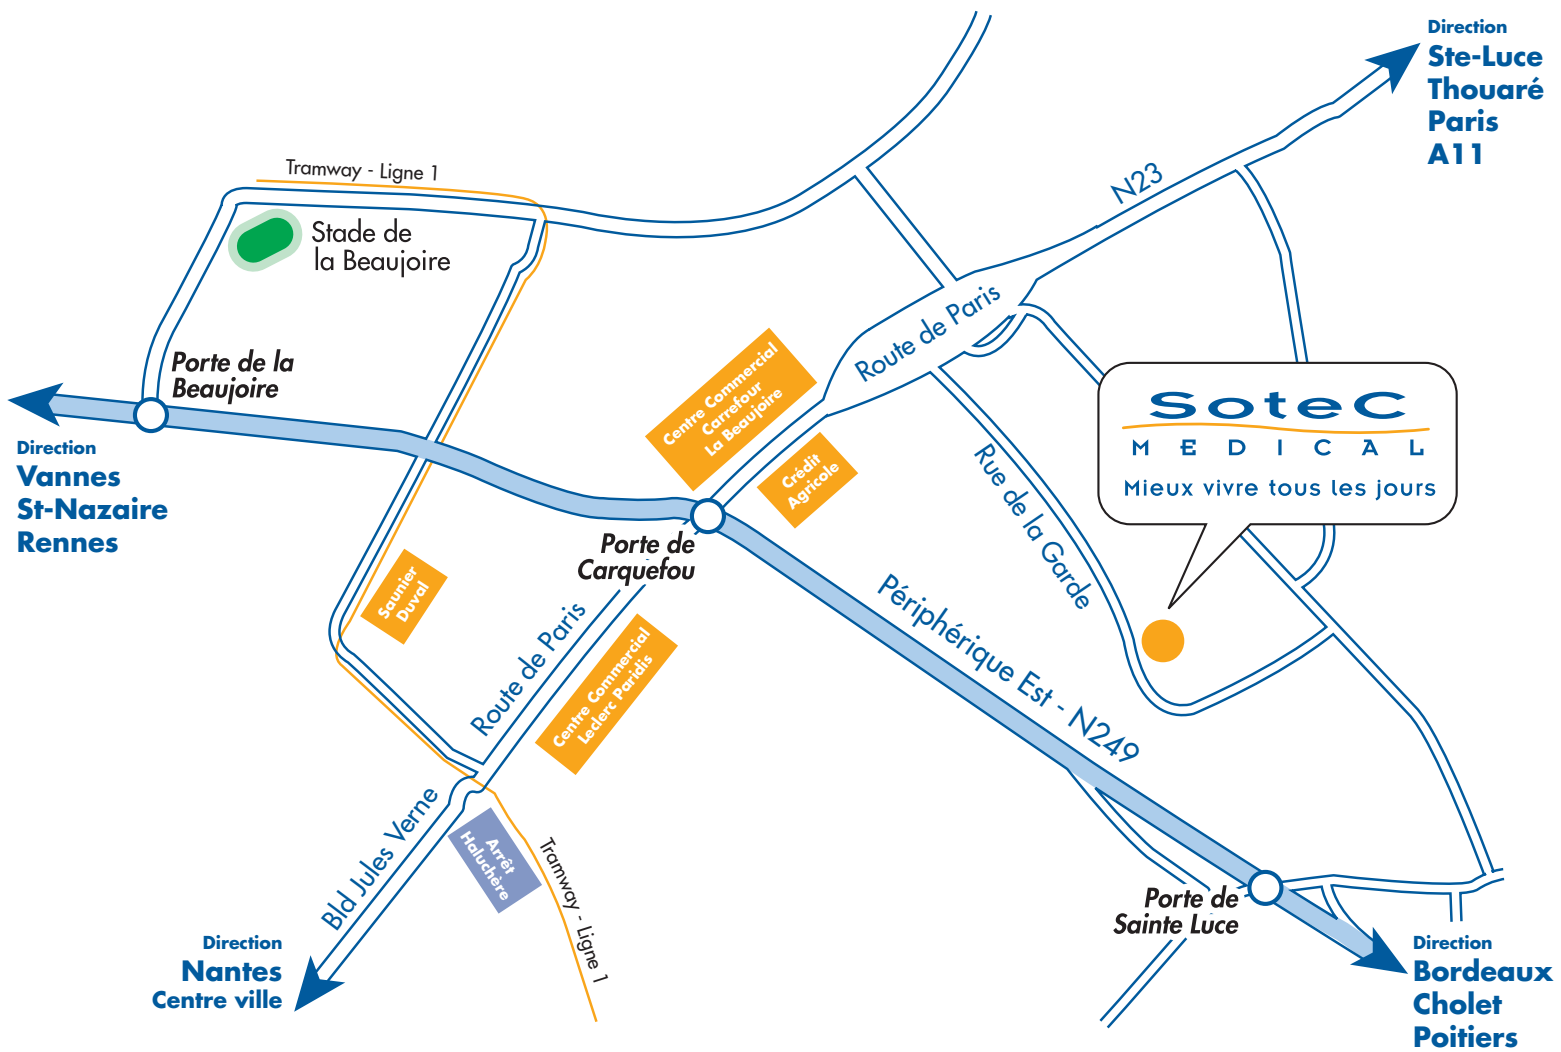 Direction
Ste-Luce
Thouaré
Paris
A11
N23
Tramway - Ligne 1
Stade de
la Beaujoire
Route de Paris
Porte de la
Beaujoire
Centre Commercial
Carrefour
La Beaujoire
SoteC
MEDICAL
Mieux vivre tous les jours
Direction
Vannes
St-Nazaire
Rennes
Crédit
Agricole
Rue de la Garde
Porte de
Carquefou
Saunier
Duval
Périphérique Est - N249
Route de Paris
Centre Commercial
Leclerc Paridis
Bld Jules Verne
Arrêt
Haluchère
Tramway - Ligne 1
Porte de
Sainte Luce
Direction
Nantes
Centre ville
Direction
Bordeaux
Cholet
Poitiers